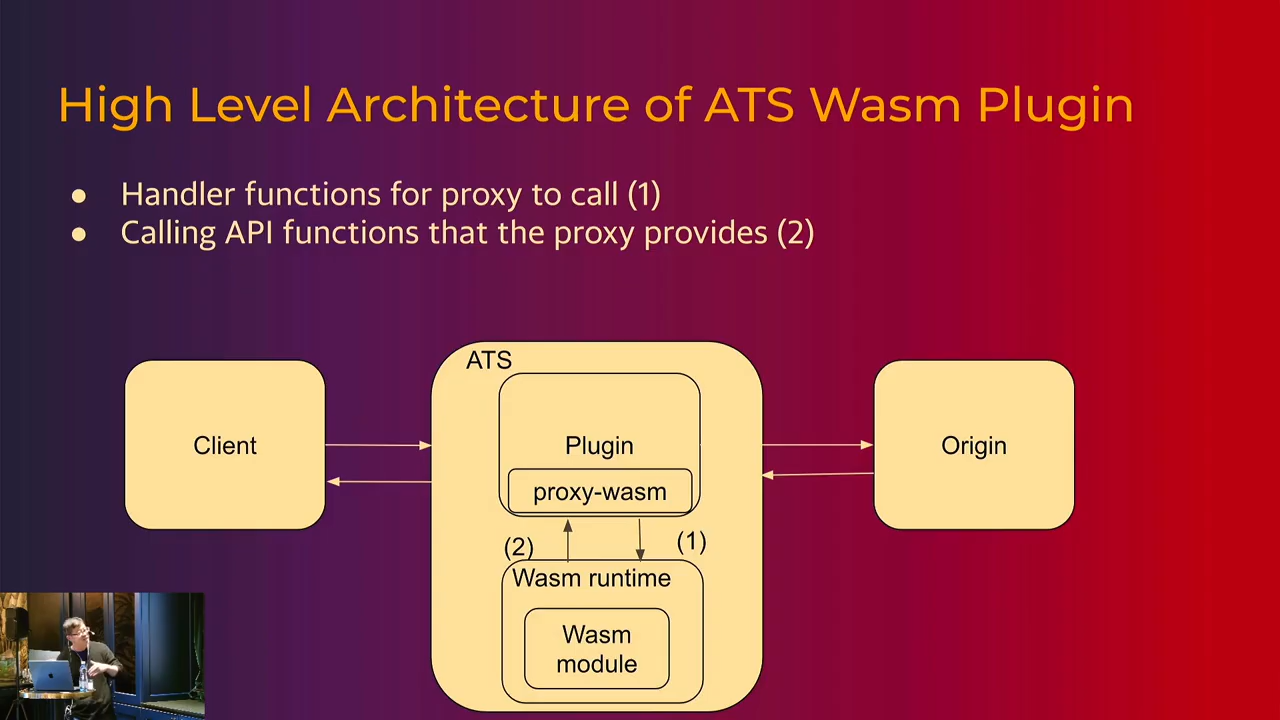 High Level Architecture of ATS Wasm Plugin
● Handler functions for proxy to call (1)
● Calling API functions that the proxy provides (2)
ATS
Client
Plugin
Origin
proxy-wasm
(2)
(1)
Wasm runtime
Wasm
module